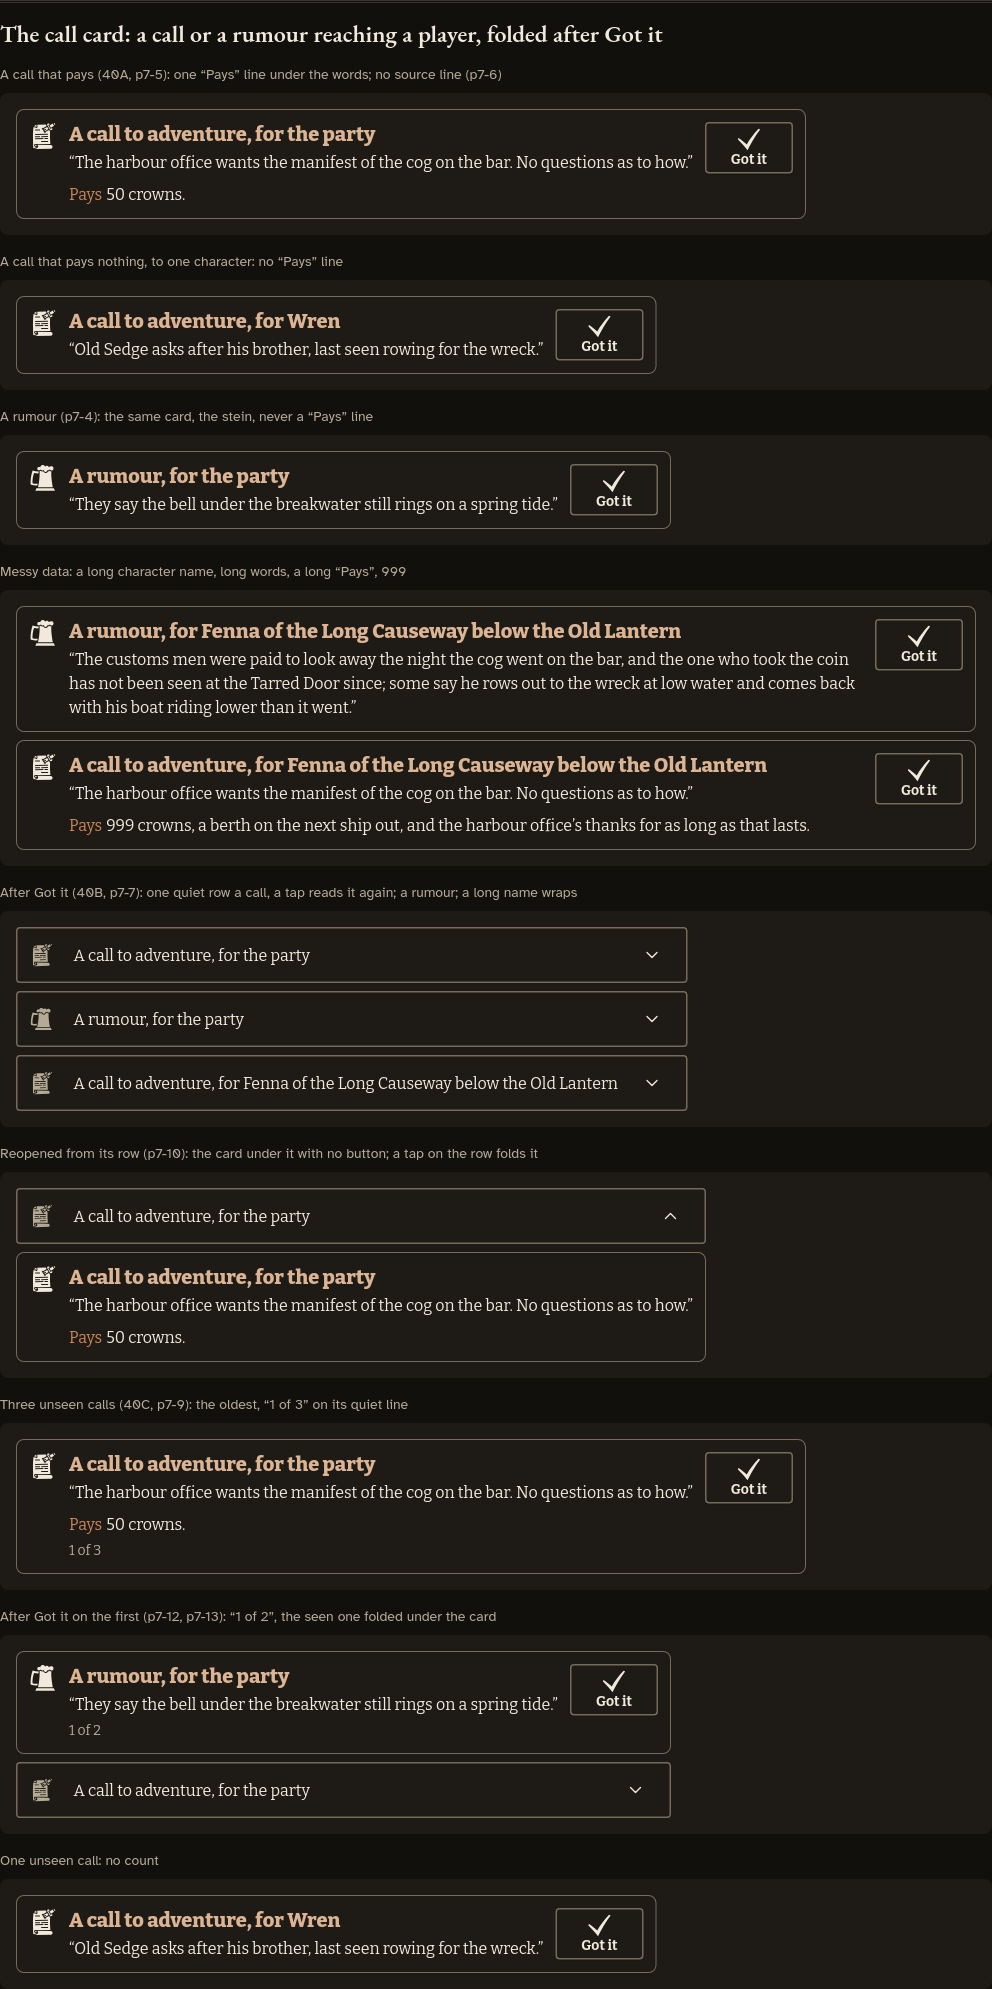 The call card: a call or a rumour reaching a player, folded after Got it
A call that pays (40A, p7-5): one “Pays” line under the words; no source line (p7-6)
A call to adventure, for the party
“The harbour office wants the manifest of the cog on the bar. No questions as to how.”
Pays 50 crowns.
Got it
A call that pays nothing, to one character: no “Pays” line
A call to adventure, for Wren
“Old Sedge asks after his brother, last seen rowing for the wreck.”
Got it
A rumour (p7-4): the same card, the stein, never a “Pays” line
A rumour, for the party
“They say the bell under the breakwater still rings on a spring tide.”
Got it
Messy data: a long character name, long words, a long “Pays”, 999
A rumour, for Fenna of the Long Causeway below the Old Lantern
“The customs men were paid to look away the night the cog went on the bar, and the one who took the coin
has not been seen at the Tarred Door since; some say he rows out to the wreck at low water and comes back
with his boat riding lower than it went.”
Got it
A call to adventure, for Fenna of the Long Causeway below the Old Lantern
“The harbour office wants the manifest of the cog on the bar. No questions as to how.”
Pays 999 crowns, a berth on the next ship out, and the harbour office’s thanks for as long as that lasts.
Got it
After Got it (40B, p7-7): one quiet row a call, a tap reads it again; a rumour; a long name wraps
A call to adventure, for the party
A rumour, for the party
A call to adventure, for Fenna of the Long Causeway below the Old Lantern
Reopened from its row (p7-10): the card under it with no button; a tap on the row folds it
A call to adventure, for the party
A call to adventure, for the party
“The harbour office wants the manifest of the cog on the bar. No questions as to how.”
Pays 50 crowns.
Three unseen calls (40C, p7-9): the oldest, “1 of 3” on its quiet line
A call to adventure, for the party
“The harbour office wants the manifest of the cog on the bar. No questions as to how.”
Pays 50 crowns.
1 of 3
Got it
After Got it on the first (p7-12, p7-13): “1 of 2”, the seen one folded under the card
A rumour, for the party
“They say the bell under the breakwater still rings on a spring tide.”
1 of 2
Got it
A call to adventure, for the party
One unseen call: no count
A call to adventure, for Wren
“Old Sedge asks after his brother, last seen rowing for the wreck.”
Got it